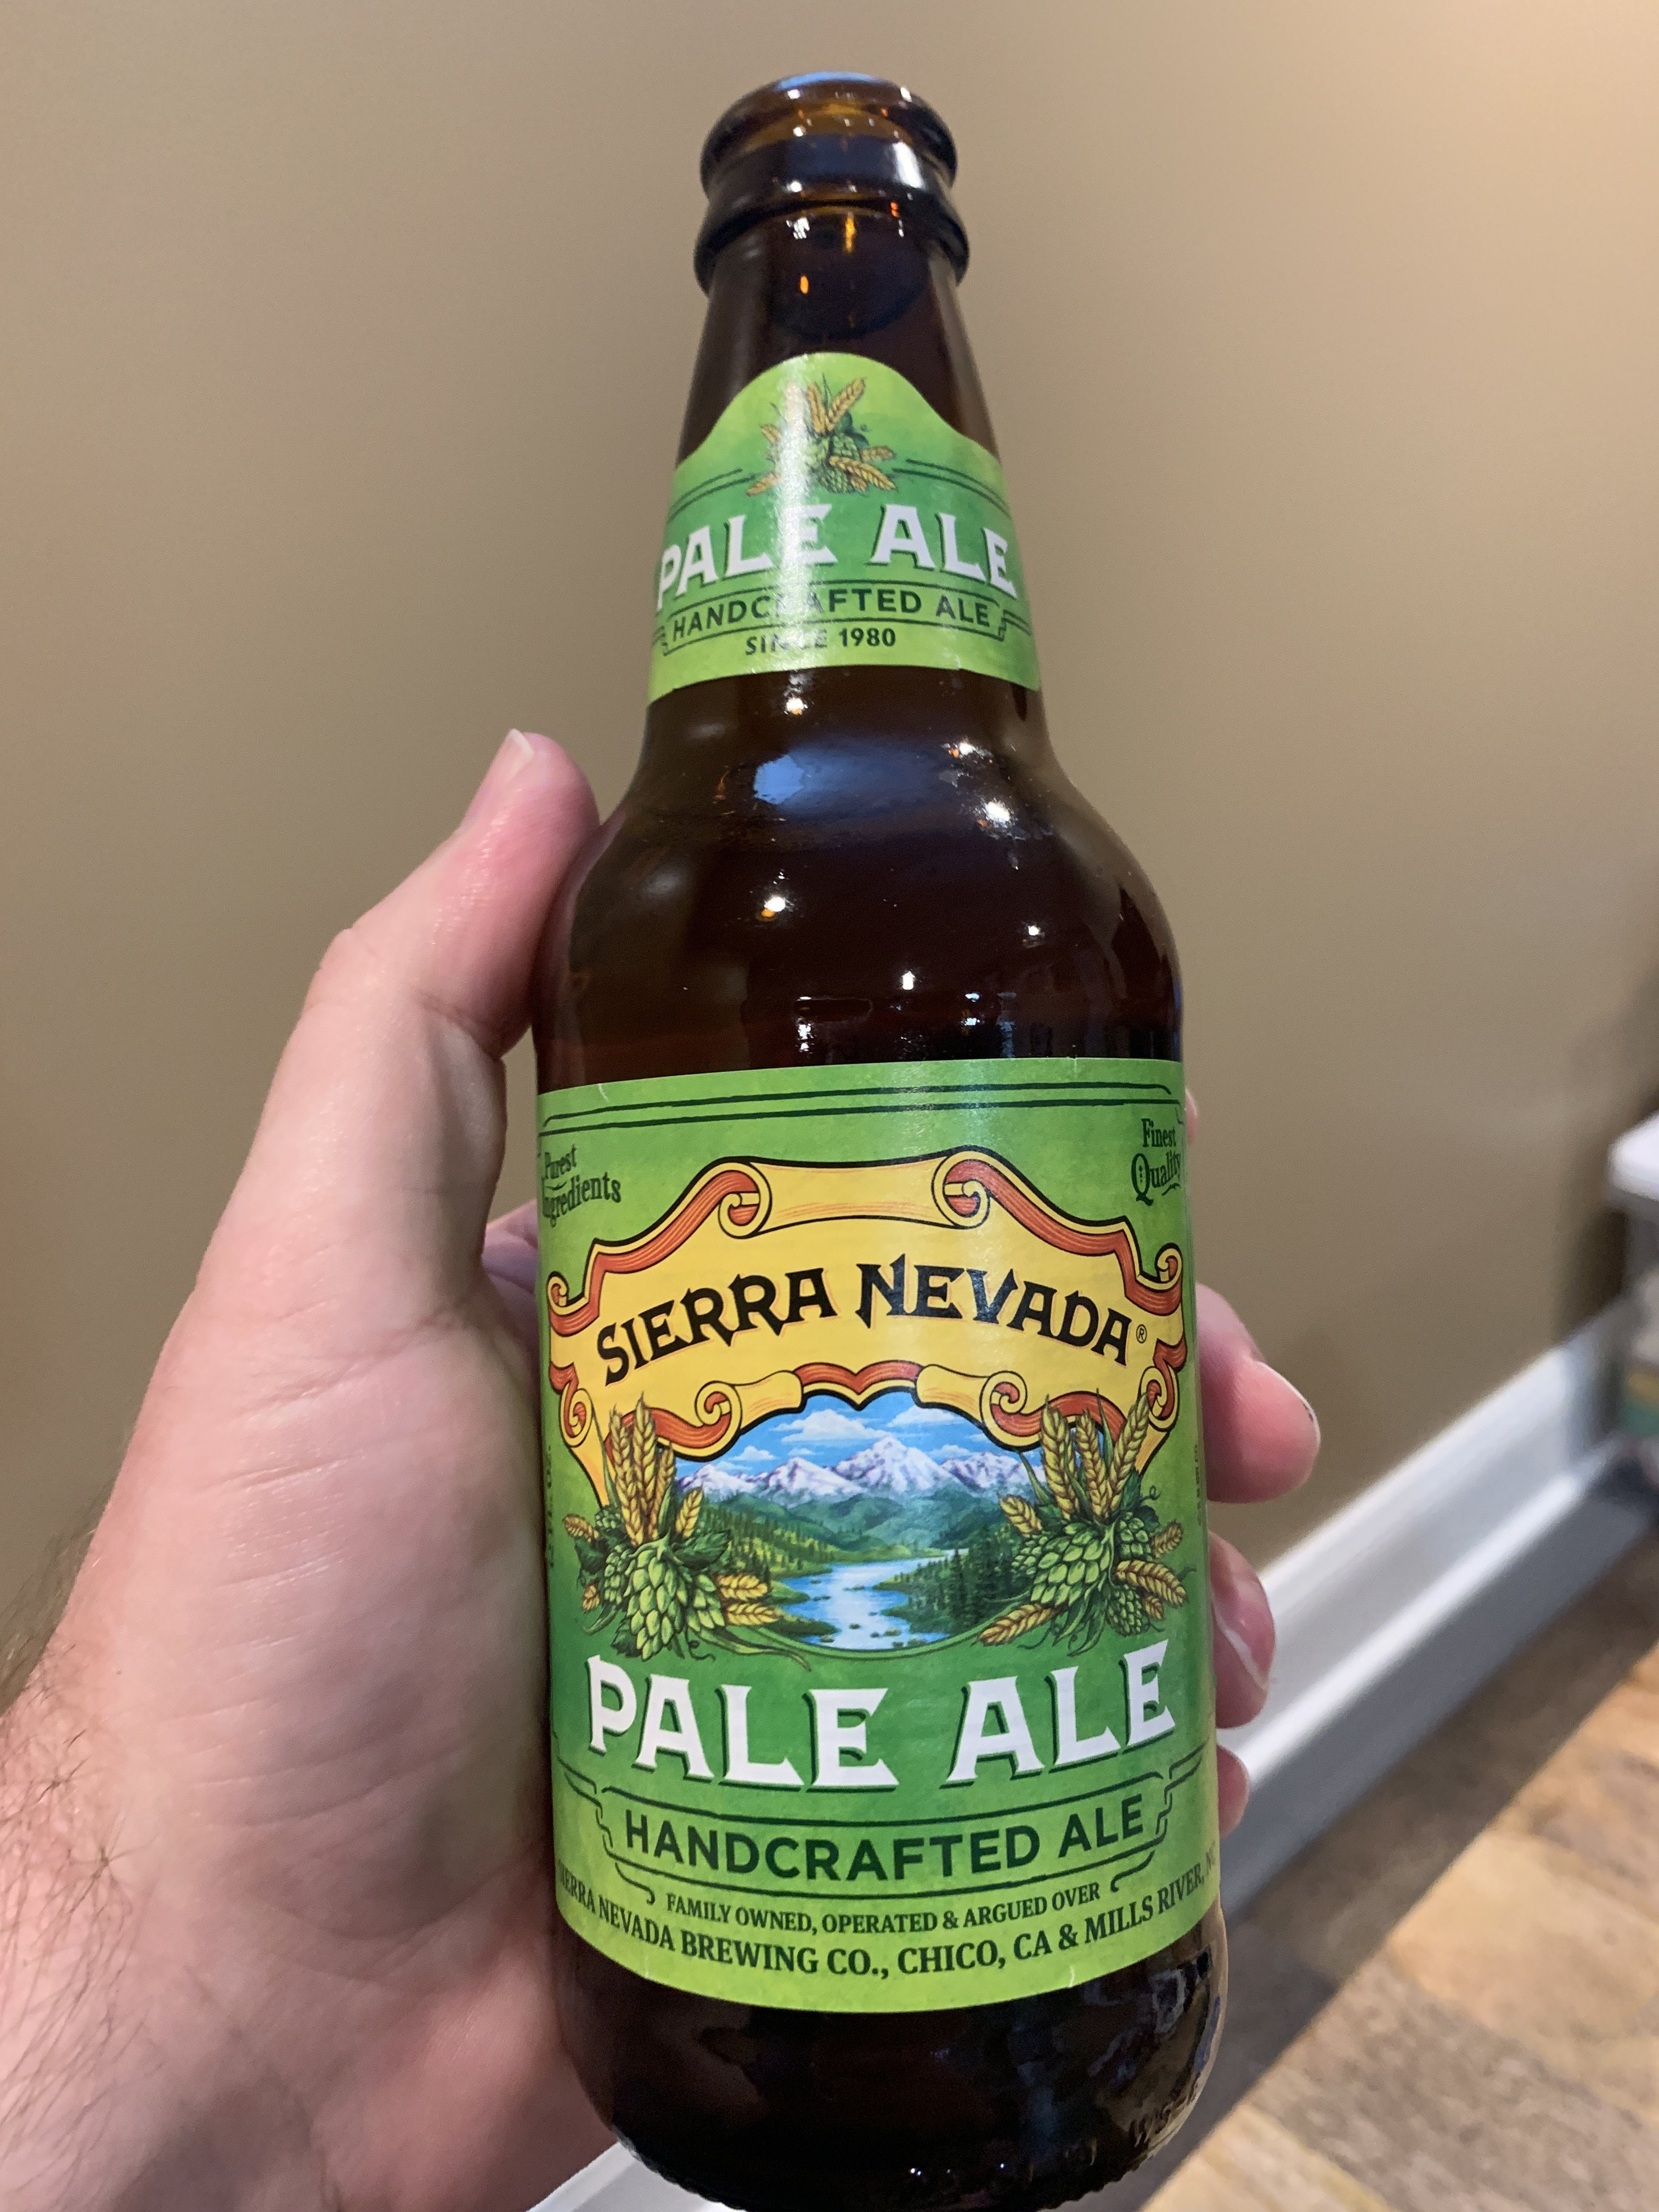 PALE ALE
HANDCRAFTED ALE
SINCE 1980
Purest
Ingredients
Finest
Quality
SIERRA NEVADA®
PALE ALE
HANDCRAFTED ALE
FAMILY OWNED, OPERATED & ARGUED OVER
SIERRA NEVADA BREWING CO., CHICO, CA & MILLS RIVER, NC